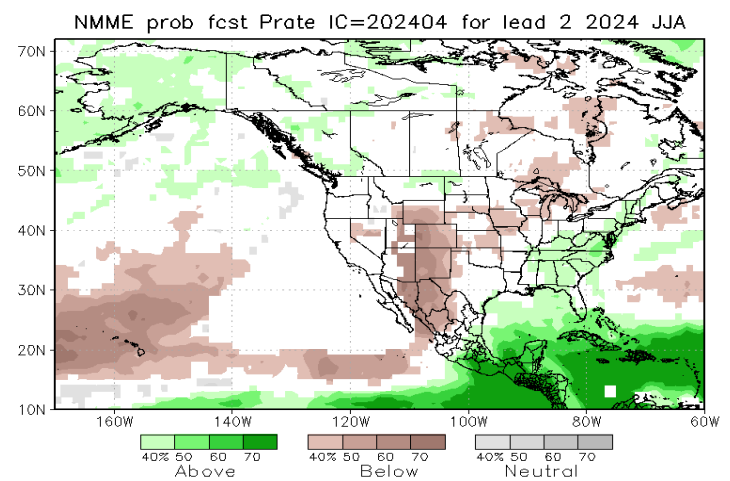 NMME prob fcst Prate IC=202404 for lead 2 2024 JJA
70N
60N
50N
40N
30N
20N
10N
160W 140W 120W 100W 80W 60W
40% 50 60 70 40% 50 60 70 40% 50 60 70
Above Below Neutral